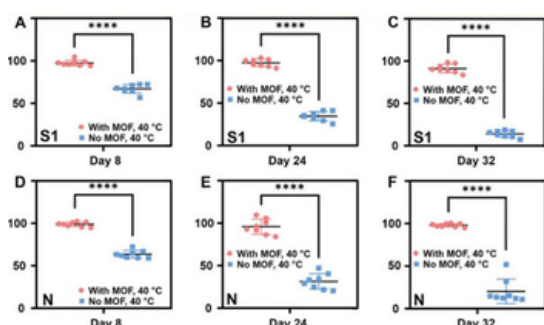 A
****
100
50
0
With MOF, 40 °C
No MOF, 40 °C
S1
Day 8
B
****
100
50
0
With MOF, 40 °C
No MOF, 40 °C
S1
Day 24
C
****
100
50
0
With MOF, 40 °C
No MOF, 40 °C
S1
Day 32
D
****
100
50
0
With MOF, 40 °C
No MOF, 40 °C
N
Day 8
E
****
100
50
0
With MOF, 40 °C
No MOF, 40 °C
N
Day 24
F
****
100
50
0
With MOF, 40 °C
No MOF, 40 °C
N
Day 32